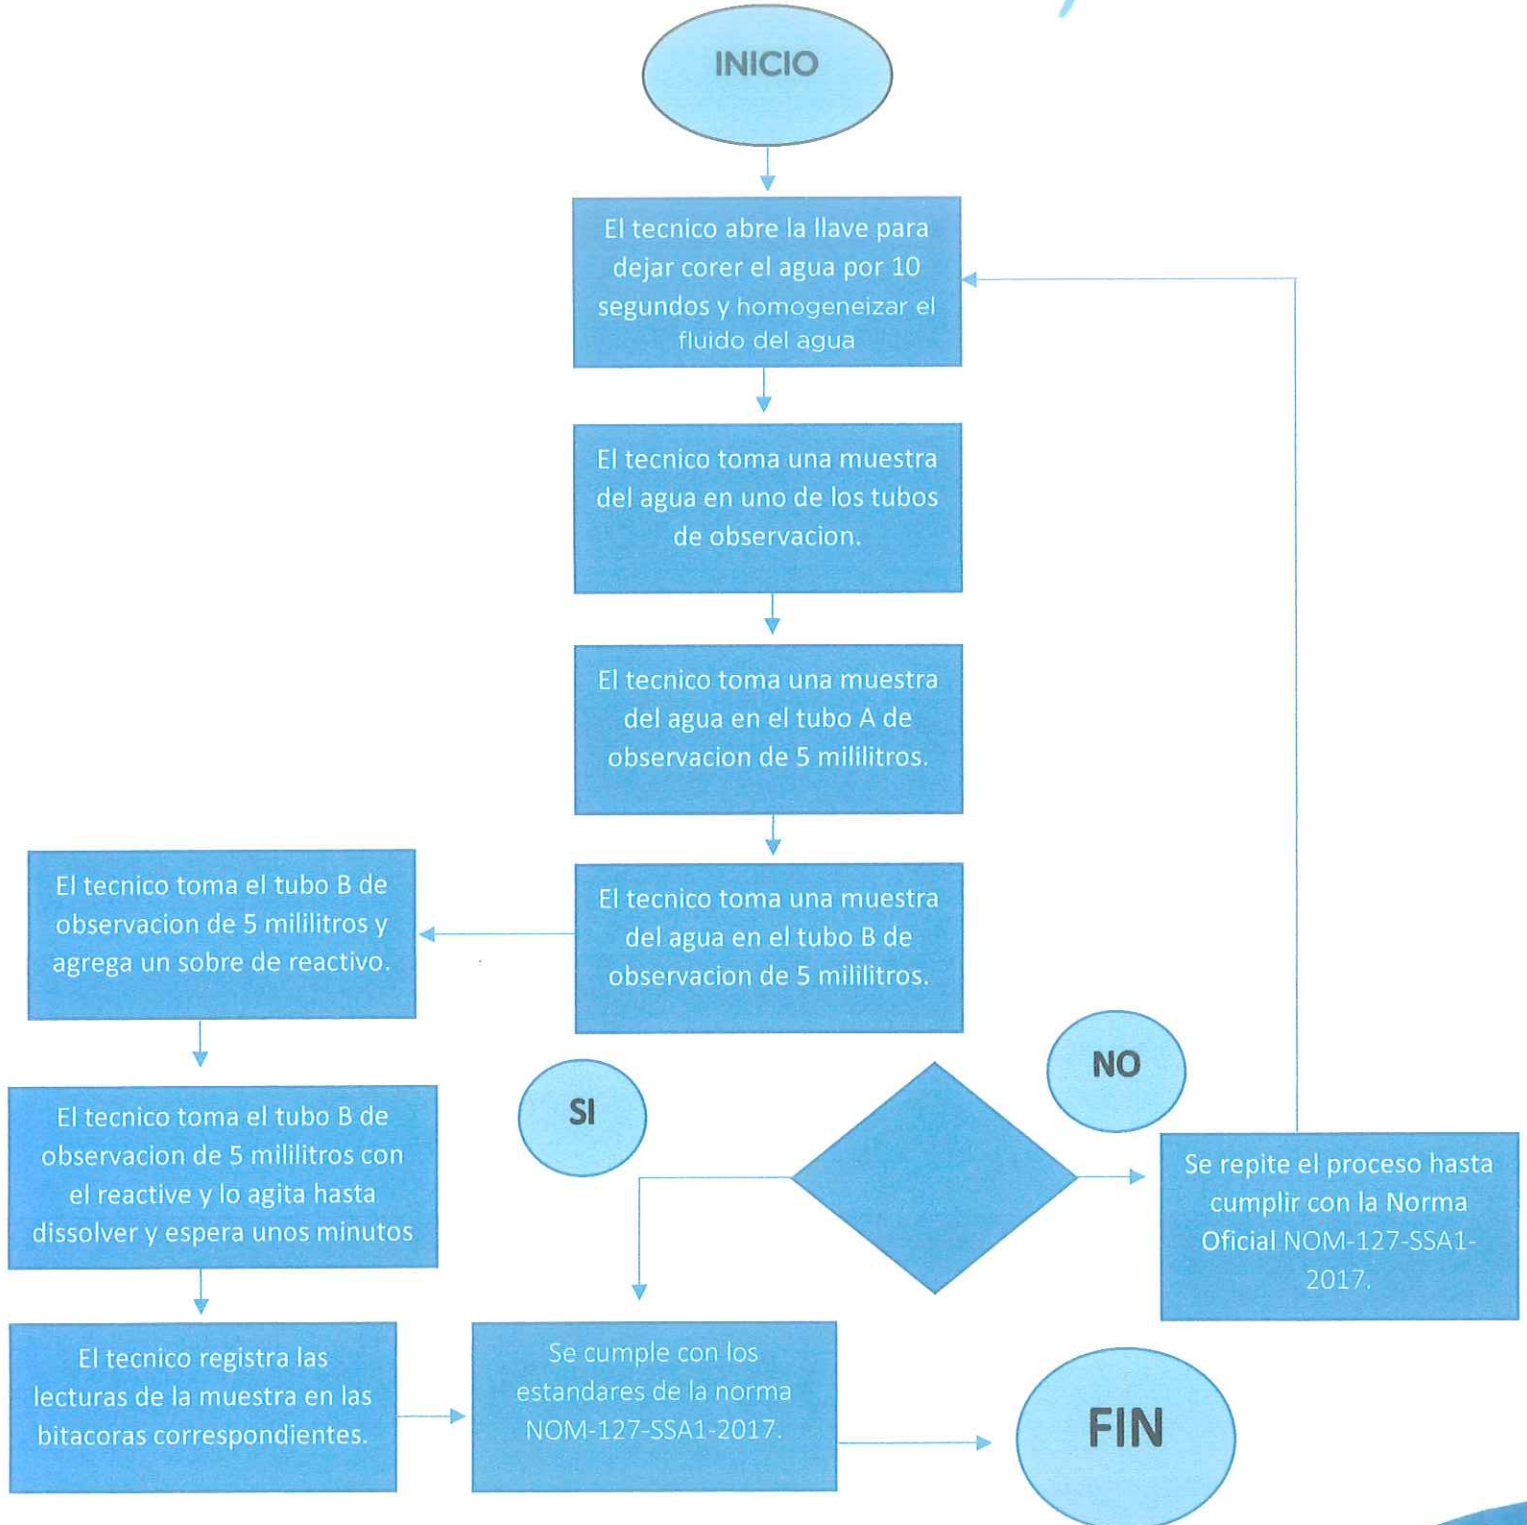 INICIO
El tecnico abre la llave para
dejar corer el agua por 10
segundos y homogeneizar el
fluido del agua
El tecnico toma una muestra
del agua en uno de los tubos
de observacion.
El tecnico toma una muestra
del agua en el tubo A de
observacion de 5 mililitros.
El tecnico toma una muestra
del agua en el tubo B de
observacion de 5 mililitros.
El tecnico toma el tubo B de
observacion de 5 mililitros y
agrega un sobre de reactivo.
El tecnico toma el tubo B de
observacion de 5 mililitros con
el reactive y lo agita hasta
dissolver y espera unos minutos
El tecnico registra las
lecturas de la muestra en las
bitacoras correspondientes.
SI
NO
Se repite el proceso hasta
cumplir con la Norma
Oficial NOM-127-SSA1-
2017.
Se cumple con los
estandares de la norma
NOM-127-SSA1-2017.
FIN